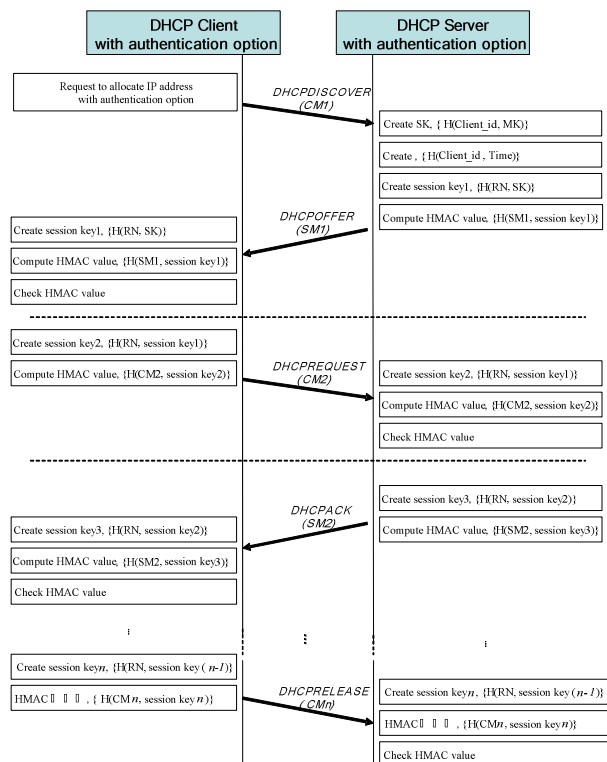 DHCP Client
with authentication option
DHCP Server
with authentication option
Request to allocate IP address
with authentication option
DHCPDISCOVER
(CM1)
Create SK, { H(Client_id, MK)}
Create , { H(Client_id , Time)}
Create session key1, {H(RN, SK)}
Compute HMAC value, {H(SM1, session key1)}
DHCPOFFER
(SM1)
Create session key1, {H(RN, SK)}
Compute HMAC value, {H(SM1, session key1)}
Check HMAC value
Create session key2, {H(RN, session key1)}
Compute HMAC value, {H(CM2, session key2)}
DHCPREQUEST
(CM2)
Create session key2, {H(RN, session key1)}
Compute HMAC value, {H(CM2, session key2)}
Check HMAC value
Create session key3, {H(RN, session key2)}
Compute HMAC value, {H(SM2, session key3)}
DHCPACK
(SM2)
Create session key3, {H(RN, session key2)}
Compute HMAC value, {H(SM2, session key3)}
Check HMAC value
...
...
...
Create session keyn, {H(RN, session key (n-1)}
HMAC , { H(CMn, session key n)}
DHCPRELEASE
(CMn)
Create session keyn, {H(RN, session key (n-1)}
HMAC , {H(CMn, session key n)}
Check HMAC value